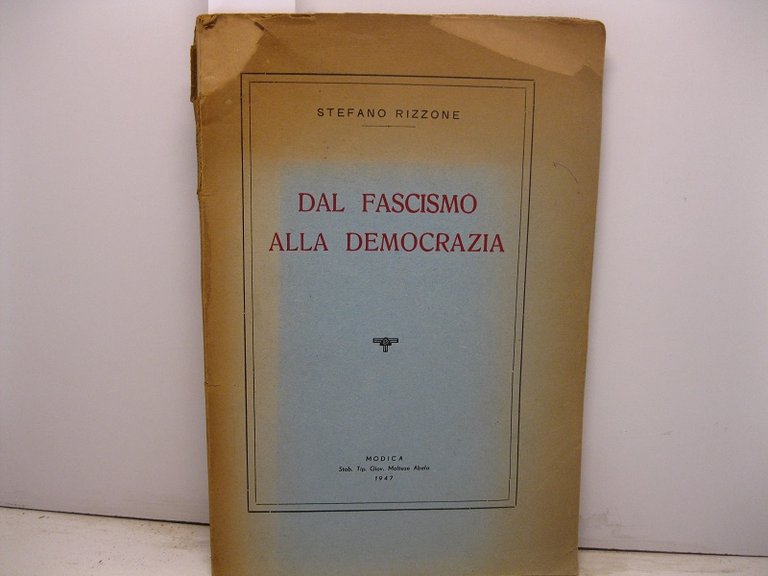 STEFANO RIZZONE
DAL FASCISMO
ALLA DEMOCRAZIA
MODICA
Stab. Tip. Giov. Maltese Abela
1947